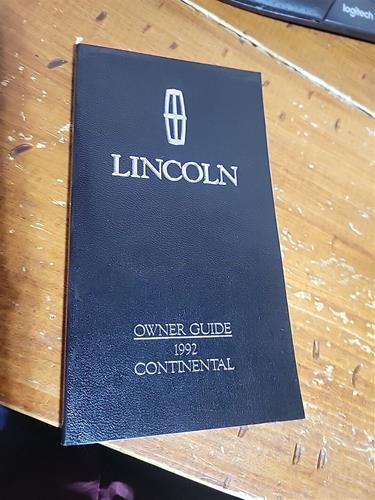 logitech
LINCOLN
OWNER GUIDE
1992
CONTINENTAL